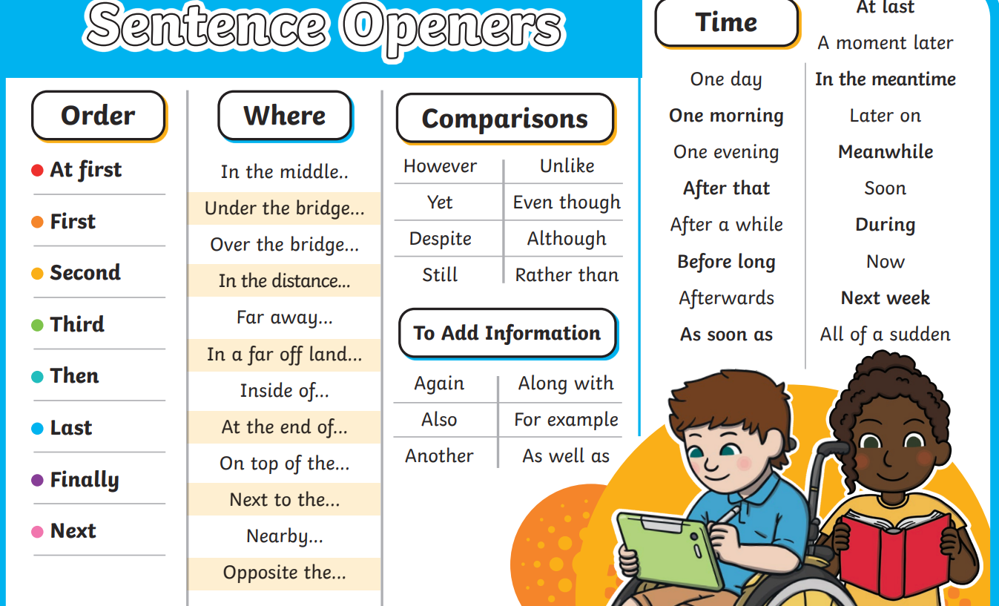 Sentence Openers
Order
At first
First
Second
Third
Then
Last
Finally
Next
Where
In the middle..
Under the bridge...
Over the bridge...
In the distance...
Far away...
In a far off land...
Inside of...
At the end of...
On top of the...
Next to the...
Nearby...
Opposite the...
Comparisons
However Unlike
Yet Even though
Despite Although
Still Rather than
To Add Information
Again Along with
Also For example
Another As well as
Time
One day
One morning
One evening
After that
After a while
Before long
Afterwards
As soon as
At last
A moment later
In the meantime
Later on
Meanwhile
Soon
During
Now
Next week
All of a sudden